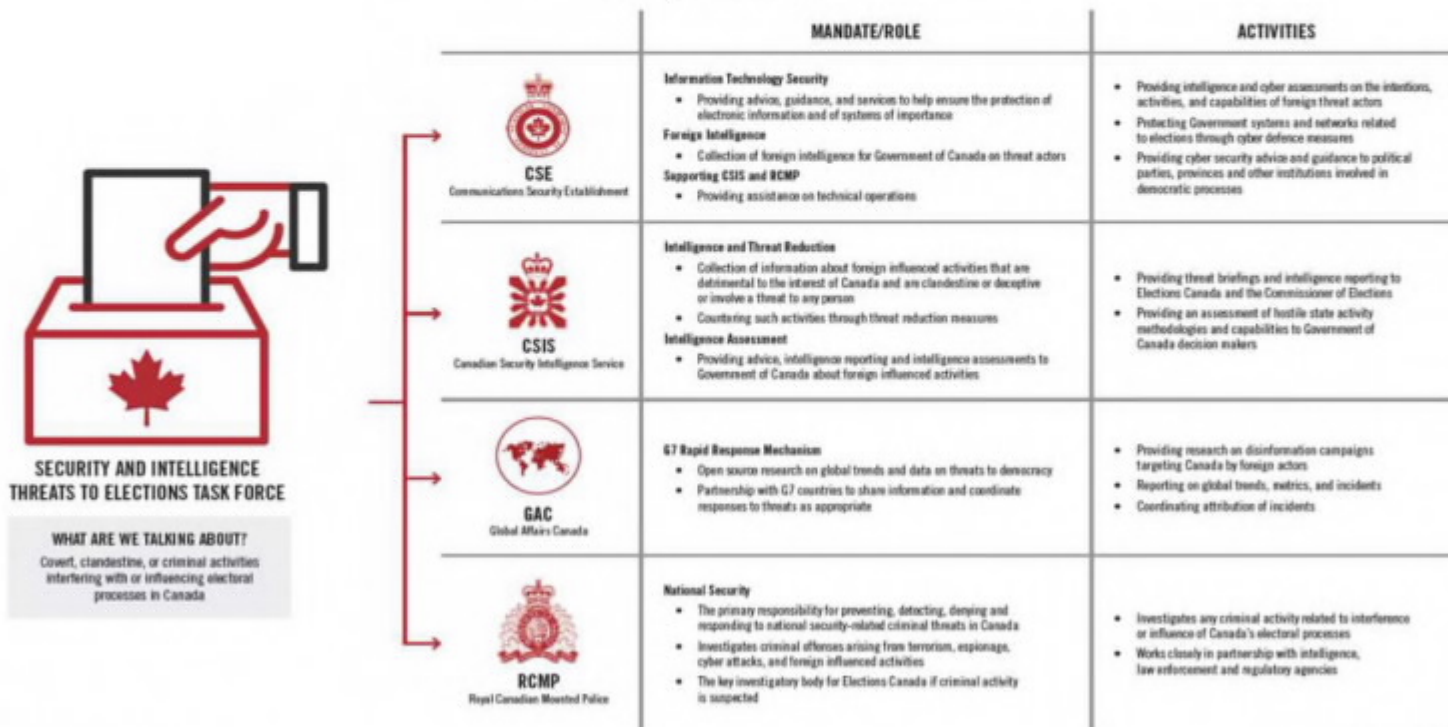 MANDATE/ROLE
ACTIVITIES
SECURITY AND INTELLIGENCE
THREATS TO ELECTIONS TASK FORCE
WHAT ARE WE TALKING ABOUT?
Covert, clandestine, or criminal activities
interfering with or influencing electoral
processes in Canada
CSE
Communications Security Establishment
Information Technology Security
• Providing advice, guidance, and services to help ensure the protection of
electronic information and of systems of importance
Foreign Intelligence
• Collection of foreign intelligence for Government of Canada on threat actors
Supporting CSIS and RCMP
• Providing assistance on technical operations
• Providing intelligence and cyber assessments on the intentions,
activities, and capabilities of foreign threat actors
• Protecting Government systems and networks related
to elections through cyber defence measures
• Providing cyber security advice and guidance to political
parties, provinces and other institutions involved in
democratic processes
CSIS
Canadian Security Intelligence Service
Intelligence and Threat Reduction
• Collection of information about foreign influenced activities that are
detrimental to the interest of Canada and are clandestine or deceptive
or involve a threat to any person
• Countering such activities through threat reduction measures
Intelligence Assessment
• Providing advice, intelligence reporting and intelligence assessments to
Government of Canada about foreign influenced activities
• Providing threat briefings and intelligence reporting to
Elections Canada and the Commissioner of Elections
• Providing an assessment of hostile state activity
methodologies and capabilities to Government of
Canada decision makers
GAC
Global Affairs Canada
G7 Rapid Response Mechanism
• Open source research on global trends and data on threats to democracy
• Partnership with G7 countries to share information and coordinate
responses to threats as appropriate
• Providing research on disinformation campaigns
targeting Canada by foreign actors
• Reporting on global trends, metrics, and incidents
• Coordinating attribution of incidents
RCMP
Royal Canadian Mounted Police
National Security
• The primary responsibility for preventing, detecting, denying and
responding to national security-related criminal threats in Canada
• Investigates criminal offenses arising from terrorism, espionage,
cyber attacks, and foreign influenced activities
• The key investigatory body for Elections Canada if criminal activity
is suspected
• Investigates any criminal activity related to interference
or influence of Canada's electoral processes
• Works closely in partnership with intelligence,
law enforcement and regulatory agencies